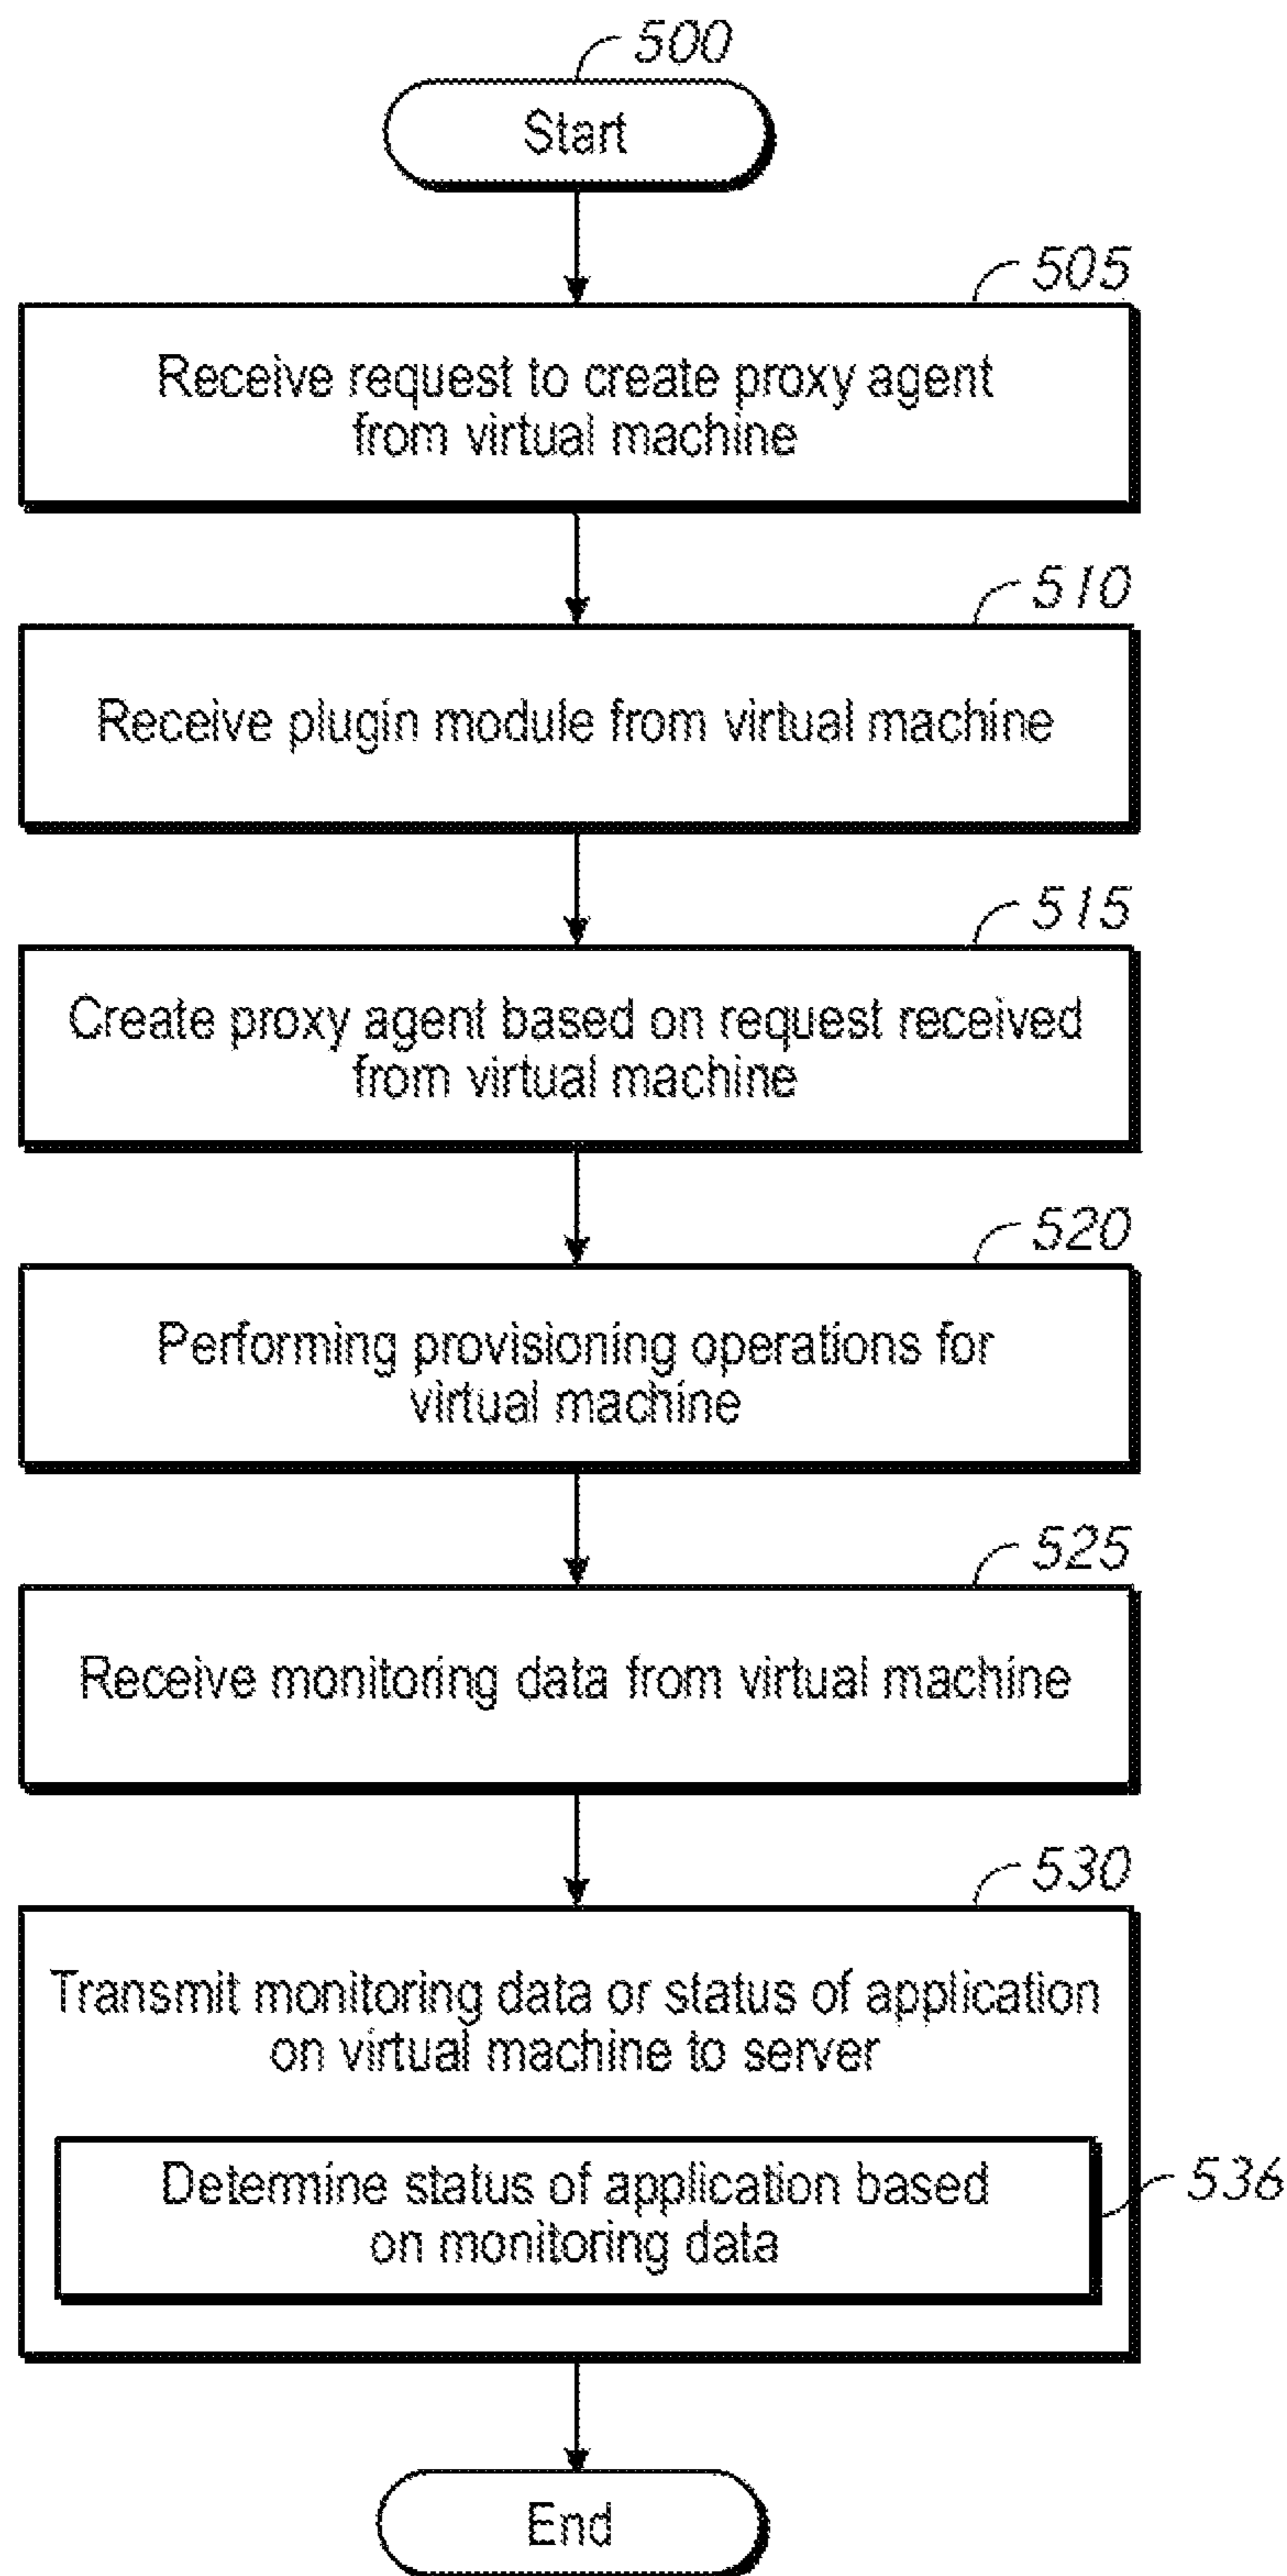 500
Start
505
Receive request to create proxy agent
from virtual machine
510
Receive plugin module from virtual machine
515
Create proxy agent based on request received
from virtual machine
520
Performing provisioning operations for
virtual machine
525
Receive monitoring data from virtual machine
530
Transmit monitoring data or status of application
on virtual machine to server
Determine status of application based
on monitoring data
536
End